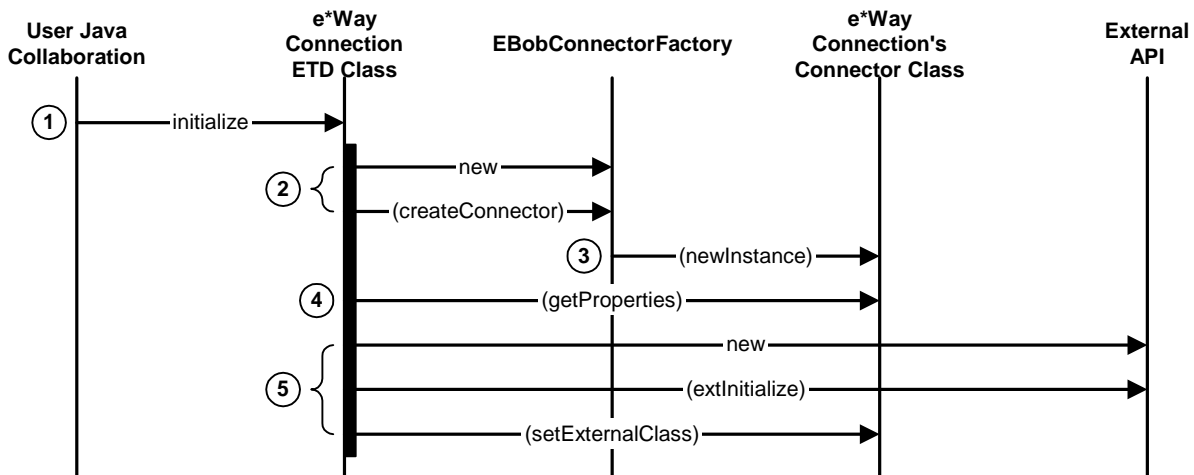 User Java
Collaboration
e*Way
Connection
ETD Class
EBobConnectorFactory
e*Way
Connection's
Connector Class
External
API
1
initialize
2
new
(createConnector)
3
(newInstance)
4
(getProperties)
5
new
(extInitialize)
(setExternalClass)